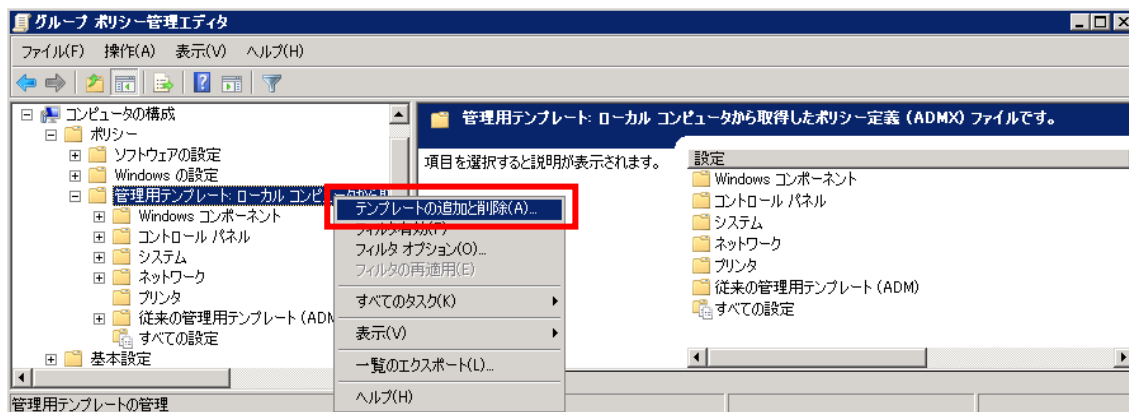 グループ ポリシー管理エディタ
ファイル(F) 操作(A) 表示(V) ヘルプ(H)
コンピュータの構成
ポリシー
ソフトウェアの設定
Windows の設定
管理用テンプレート: ローカル コンピュータから取
Windows コンポーネント
コントロール パネル
システム
ネットワーク
プリンタ
従来の管理用テンプレート (ADM
すべての設定
基本設定
テンプレートの追加と削除(A)...
フィルタ有効(F)
フィルタ オプション(O)...
フィルタの再適用(E)
すべてのタスク(K)
表示(V)
一覧のエクスポート(L)...
ヘルプ(H)
管理用テンプレート: ローカル コンピュータから取得したポリシー定義 (ADMX) ファイルです。
項目を選択すると説明が表示されます。
設定
Windows コンポーネント
コントロール パネル
システム
ネットワーク
プリンタ
従来の管理用テンプレート (ADM)
すべての設定
管理用テンプレートの管理